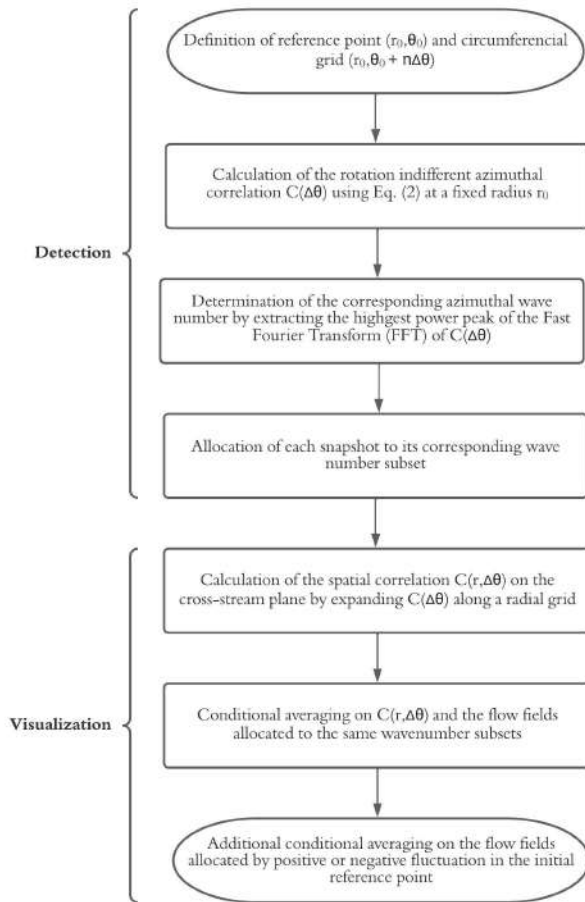 Definition of reference point (r₀,θ₀) and circumferencial
grid (r₀,θ₀ + nΔθ)
Calculation of the rotation indifferent azimuthal
correlation C(Δθ) using Eq. (2) at a fixed radius r₀
Detection
Determination of the corresponding azimuthal wave
number by extracting the highgest power peak of the Fast
Fourier Transform (FFT) of C(Δθ)
Allocation of each snapshot to its corresponding wave
number subset
Calculation of the spatial correlation C(r,Δθ) on the
cross-stream plane by expanding C(Δθ) along a radial grid
Visualization
Conditional averaging on C(r,Δθ) and the flow fields
allocated to the same wavenumber subsets
Additional conditional averaging on the flow fields
allocated by positive or negative fluctuation in the initial
reference point